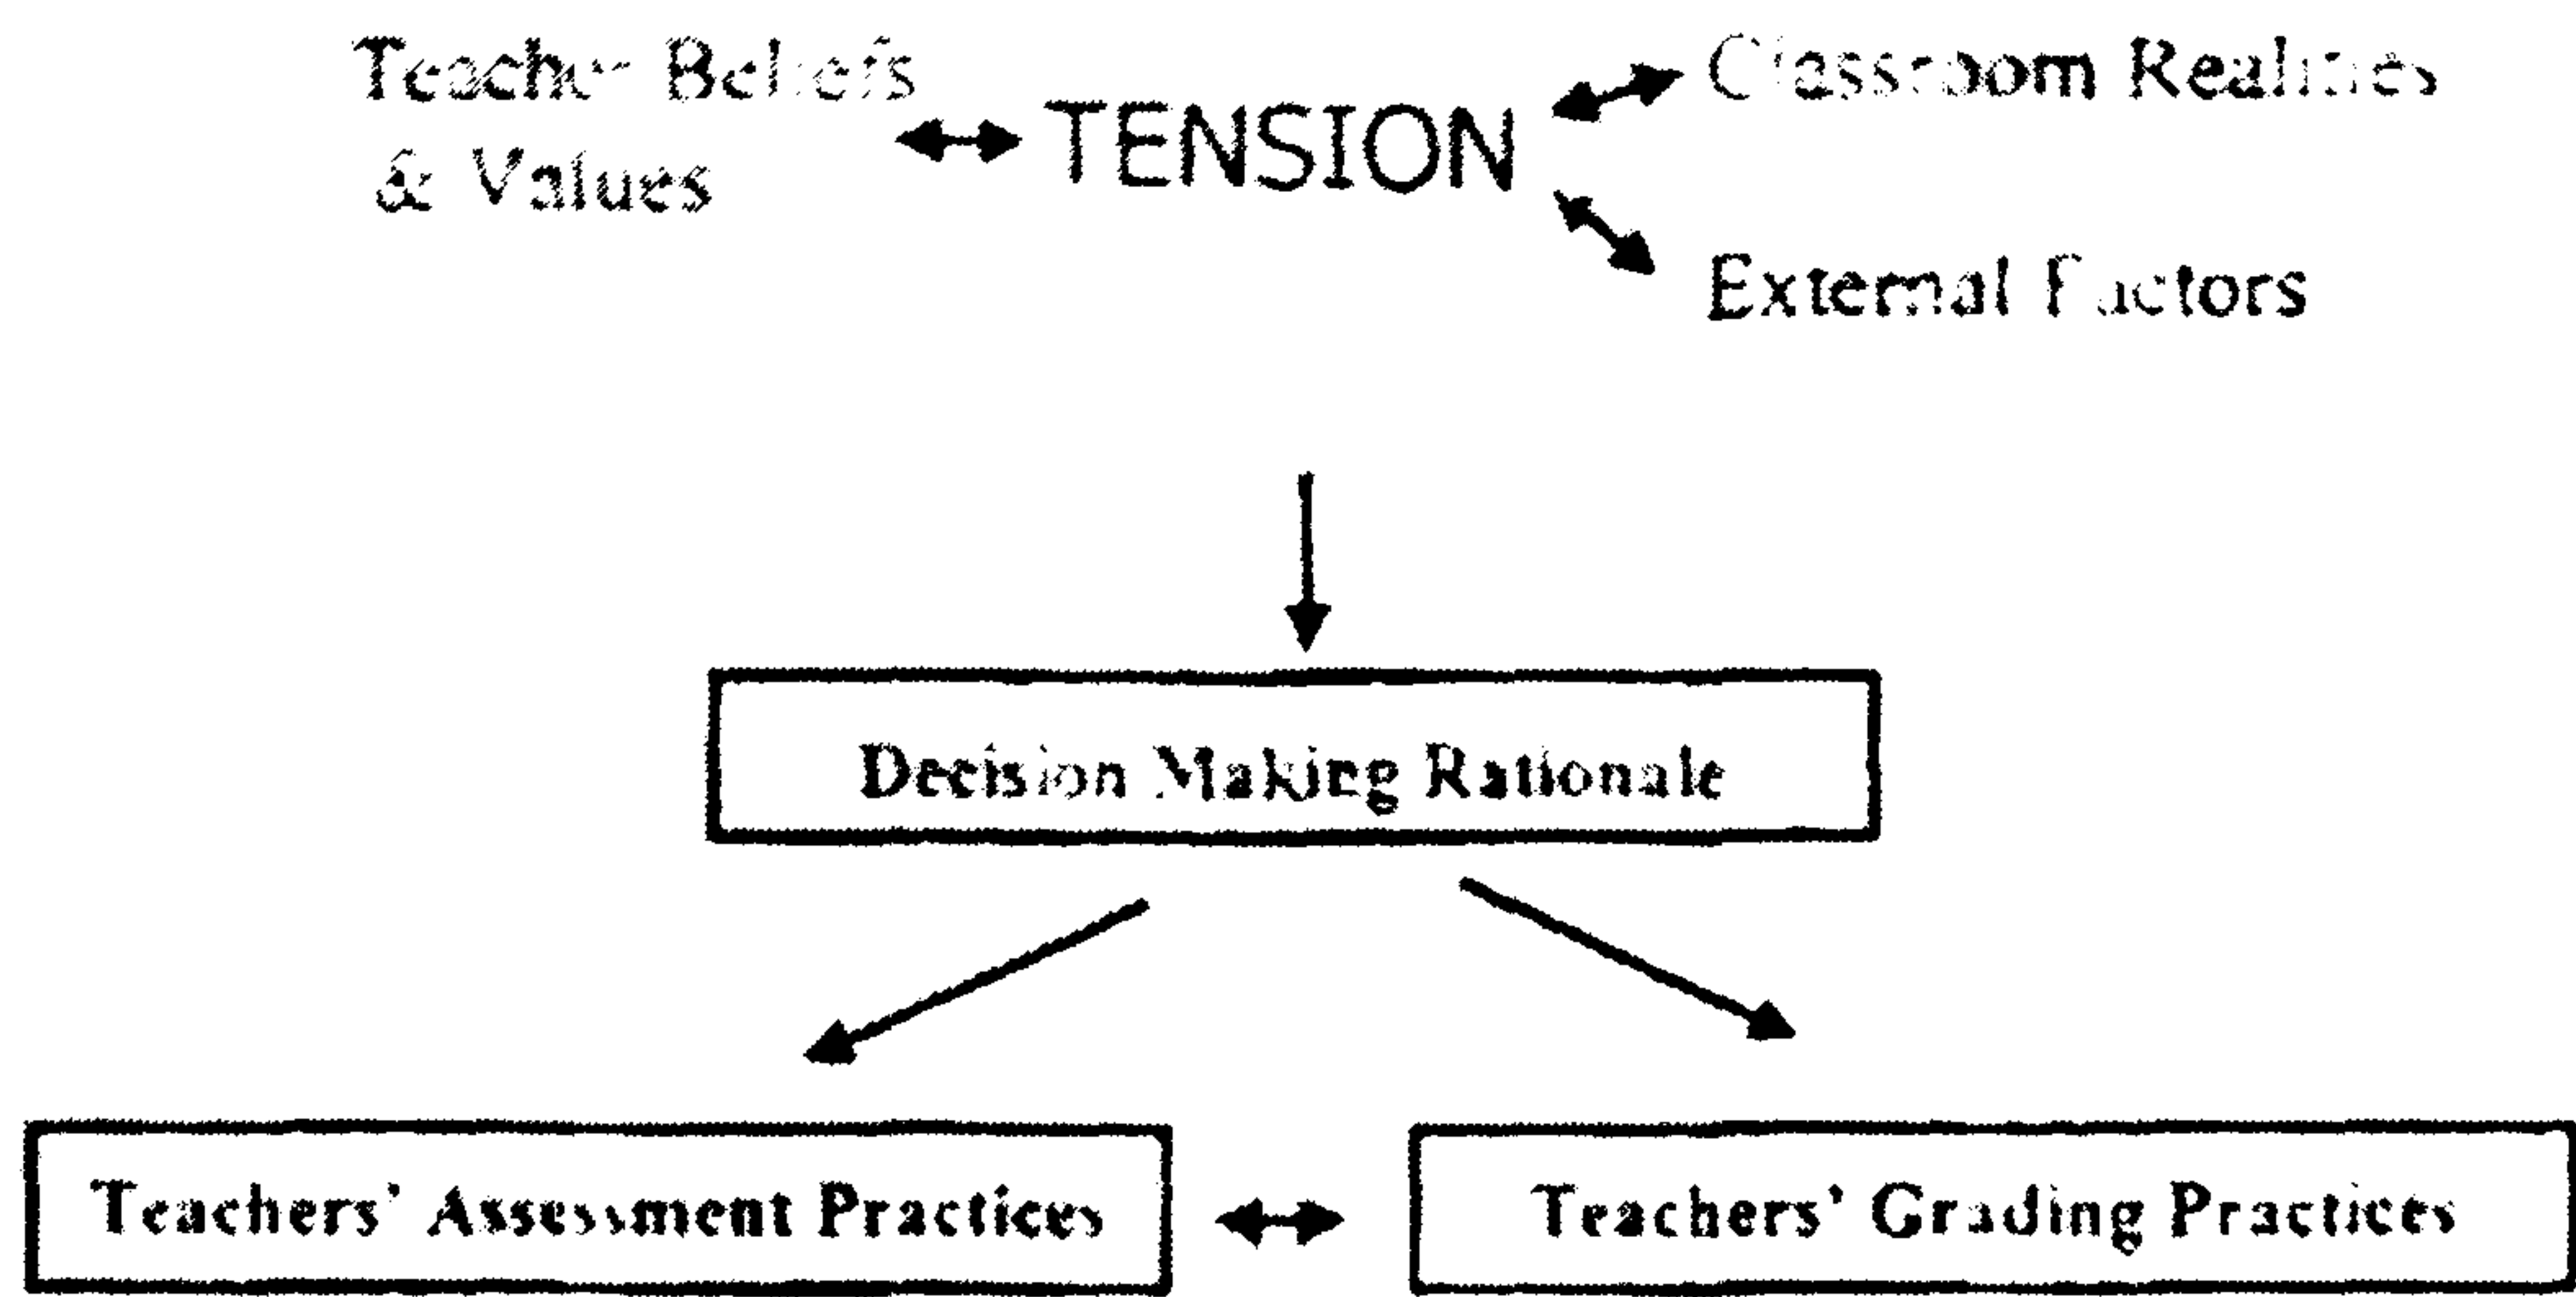 Teacher Beliefs
& Values
TENSION
Classroom Realities
External Factors
Decision Making Rationale
Teachers' Assessment Practices
Teachers' Grading Practices